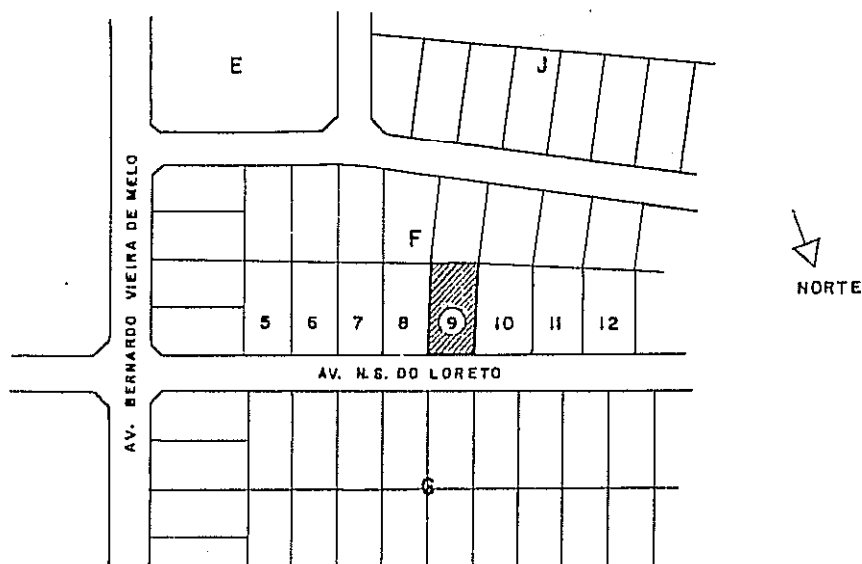 E
J
AV. BERNARDO VIEIRA DE MELO
F
NORTE
5 6 7 8 9 10 11 12
AV. N. S. DO LORETO
G